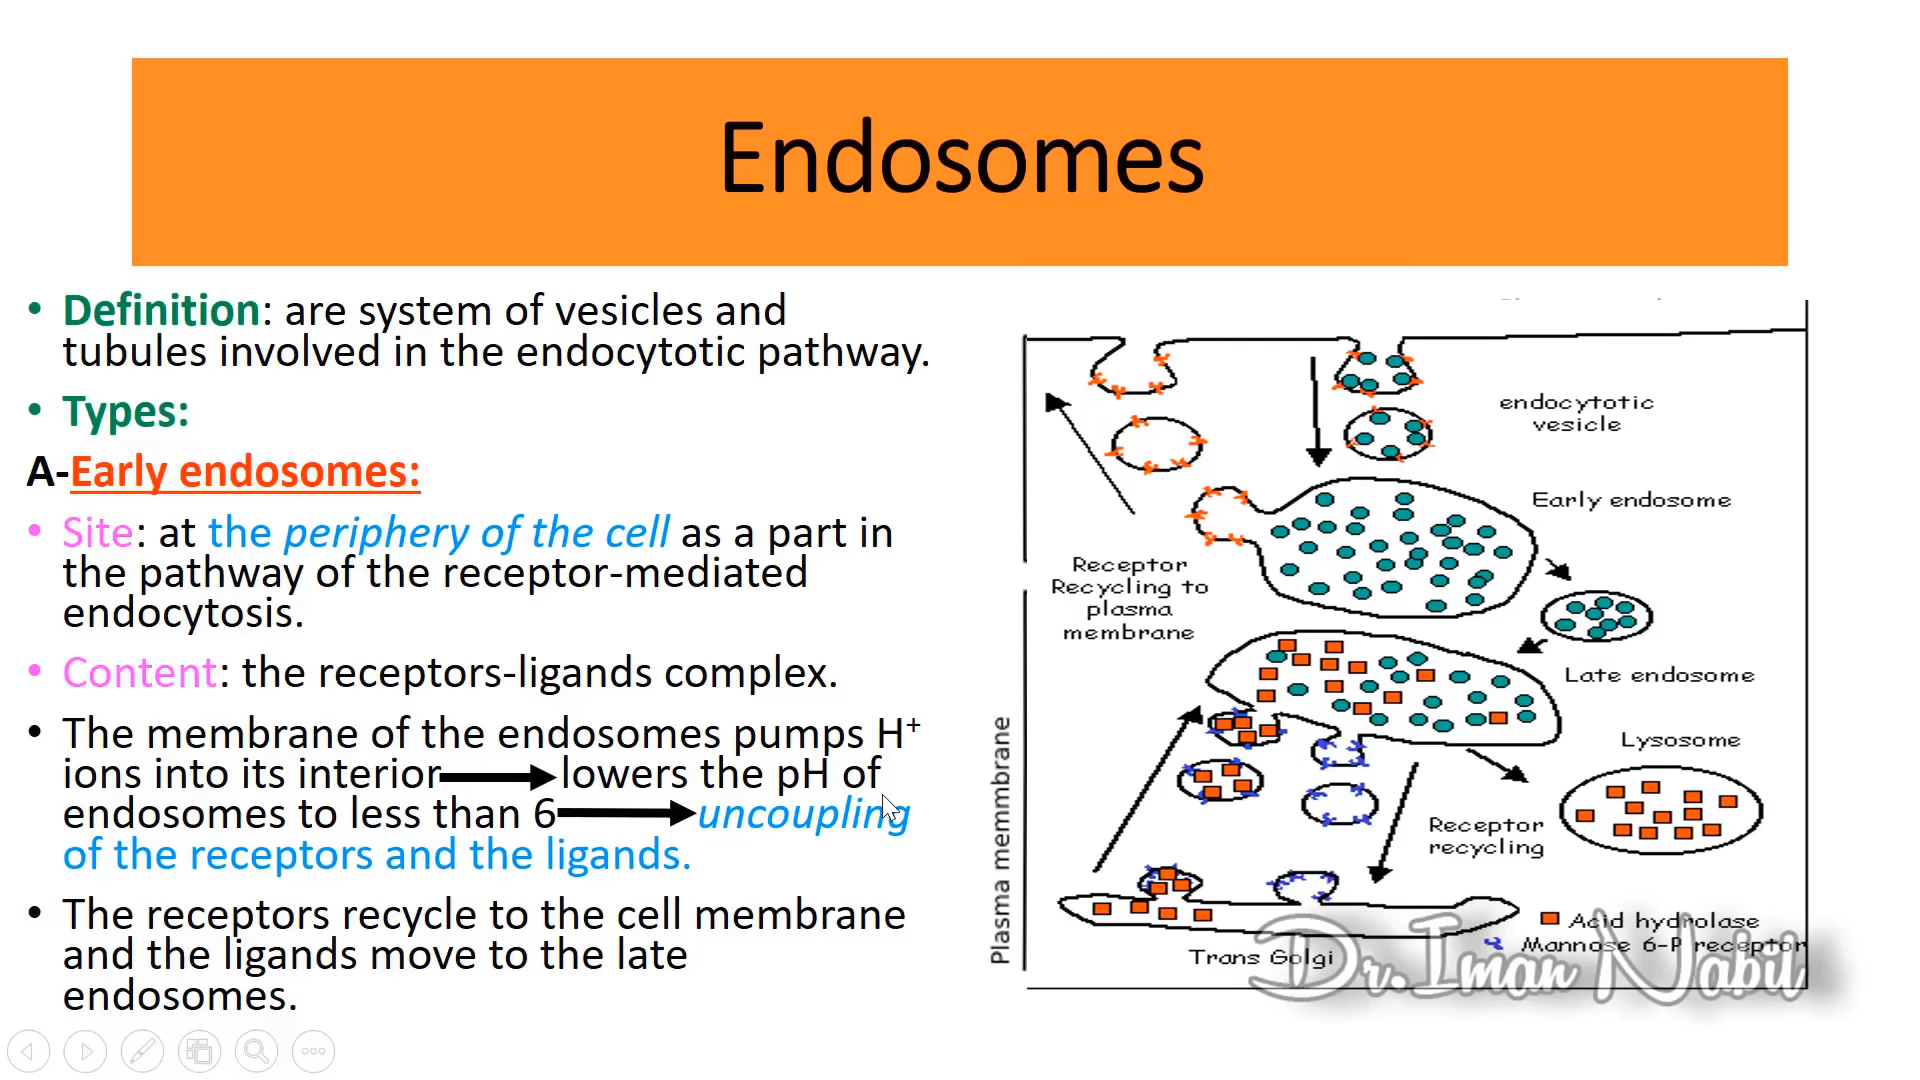 Endosomes
• Definition: are system of vesicles and
tubules involved in the endocytotic pathway.
• Types:
A-Early endosomes:
• Site: at the periphery of the cell as a part in
the pathway of the receptor-mediated
endocytosis.
• Content: the receptors-ligands complex.
• The membrane of the endosomes pumps H⁺
ions into its interior lowers the pH of
endosomes to less than 6 uncoupling
of the receptors and the ligands.
• The receptors recycle to the cell membrane
and the ligands move to the late
endosomes.
endocytotic
vesicle
Early endosome
Receptor
Recycling to
plasma
membrane
Late endosome
Lysosome
Receptor
recycling
Plasma memmbrane
Acid hydrolase
Mannose 6-P receptor
Trans Golgi
Dr.Iman Nabil